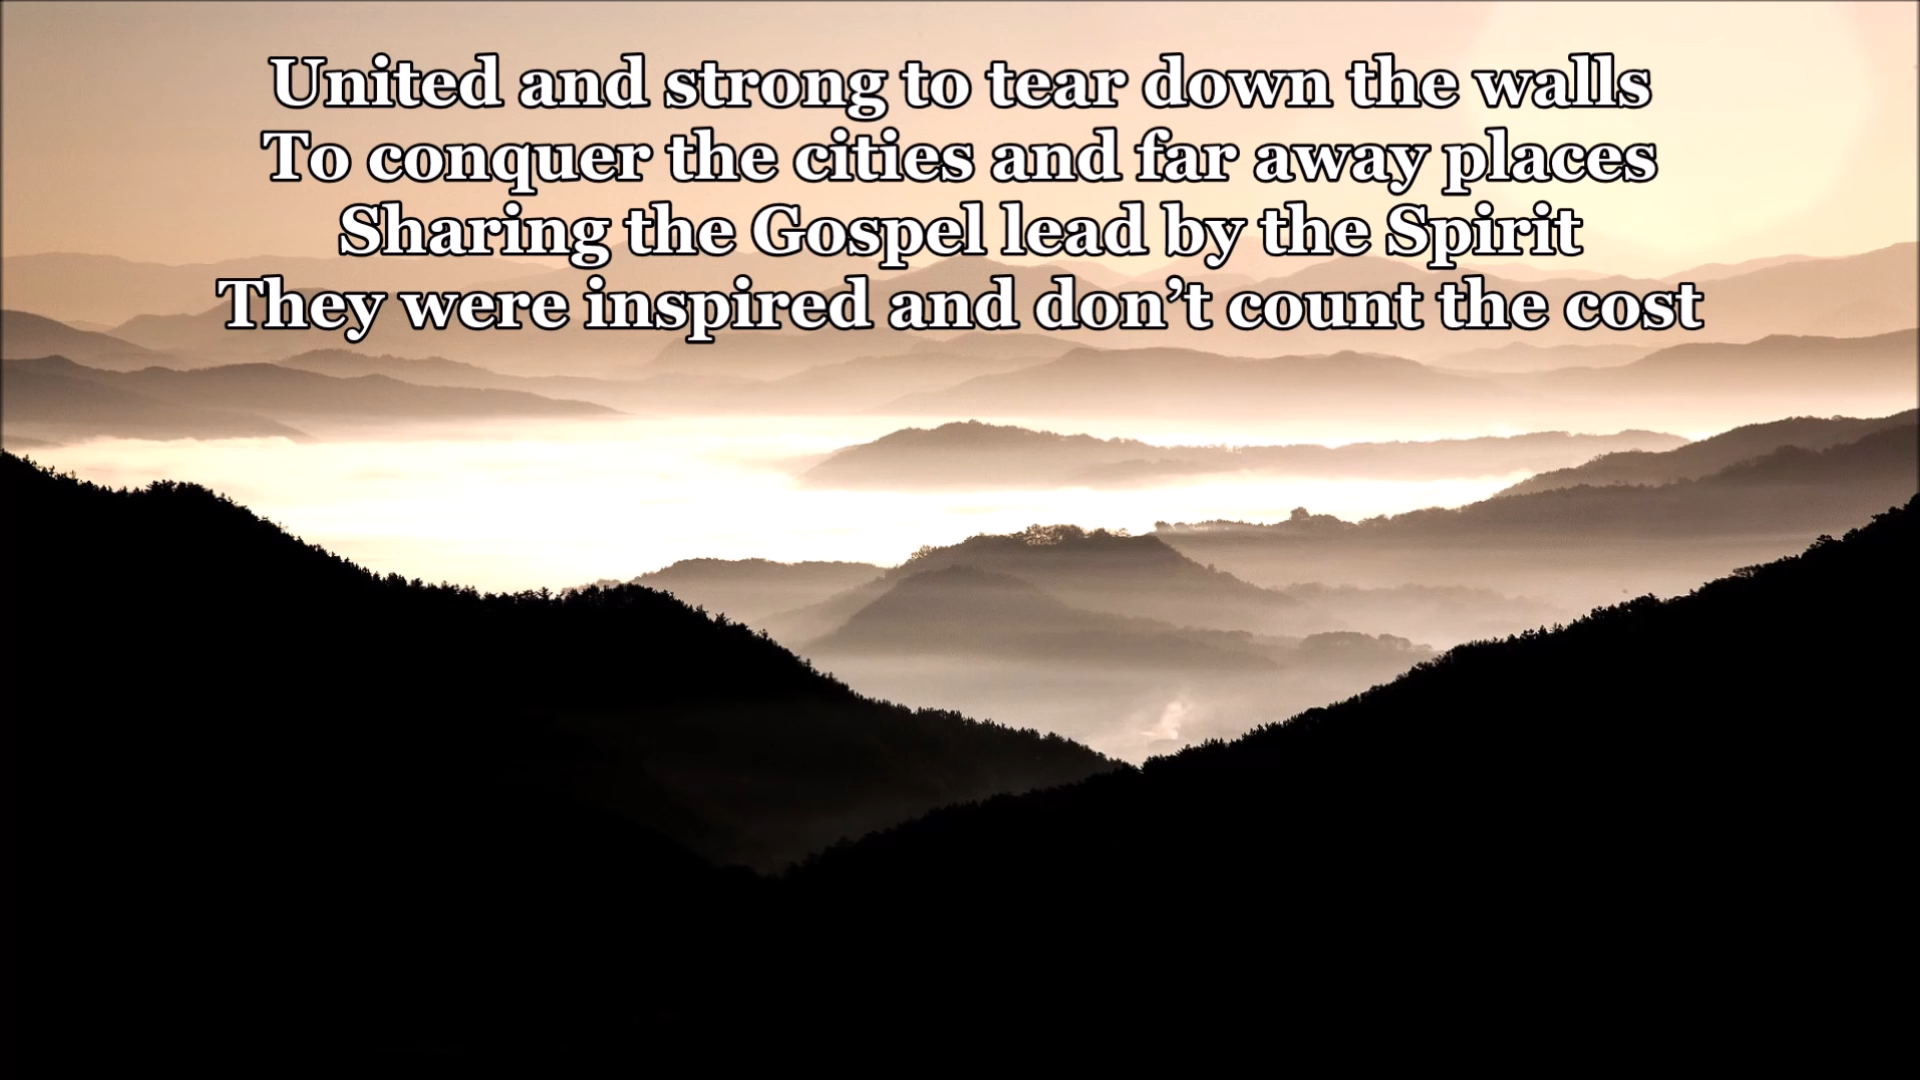 United and strong to tear down the walls
To conquer the cities and far away places
Sharing the Gospel lead by the Spirit
They were inspired and don’t count the cost